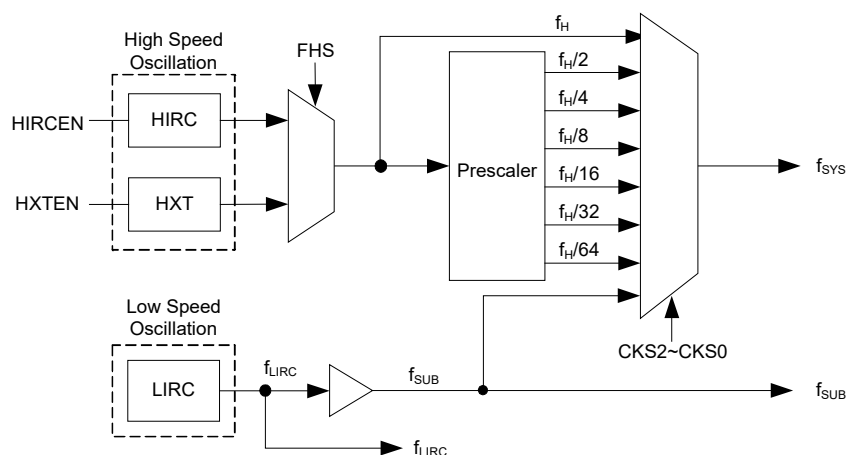 High Speed
Oscillation
FHS
HIRCEN
HIRC
HXTEN
HXT
Prescaler
fH
fH/2
fH/4
fH/8
fH/16
fH/32
fH/64
fSYS
CKS2~CKS0
Low Speed
Oscillation
LIRC
fLIRC
fSUB
fSUB
fLIRC